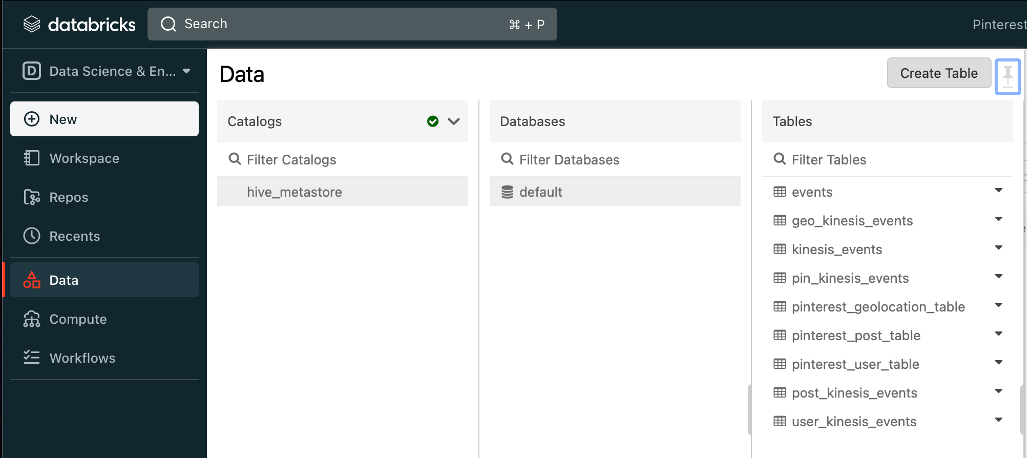 databricks
Search
⌘ + P
Pinterest
D Data Science & En...
New
Workspace
Repos
Recents
Data
Compute
Workflows
Data
Create Table
Catalogs
Filter Catalogs
hive_metastore
Databases
Filter Databases
default
Tables
Filter Tables
events
geo_kinesis_events
kinesis_events
pin_kinesis_events
pinterest_geolocation_table
pinterest_post_table
pinterest_user_table
post_kinesis_events
user_kinesis_events